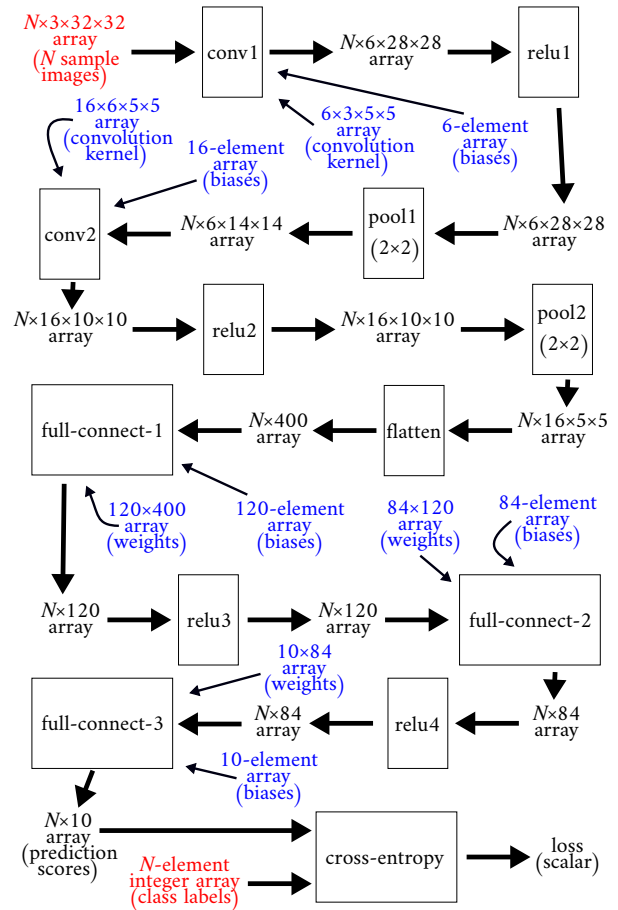 N×3×32×32
array
(N sample
images)
conv1
N×6×28×28
array
relu1
16×6×5×5
array
(convolution
kernel)
16-element
array
(biases)
6×3×5×5
array
(convolution
kernel)
6-element
array
(biases)
conv2
N×6×14×14
array
pool1
(2×2)
N×6×28×28
array
N×16×10×10
array
relu2
N×16×10×10
array
pool2
(2×2)
full-connect-1
N×400
array
flatten
N×16×5×5
array
120×400
array
(weights)
120-element
array
(biases)
84×120
array
(weights)
84-element
array
(biases)
N×120
array
relu3
N×120
array
full-connect-2
10×84
array
(weights)
full-connect-3
N×84
array
relu4
N×84
array
10-element
array
(biases)
N×10
array
(prediction
scores)
N-element
integer array
(class labels)
cross-entropy
loss
(scalar)